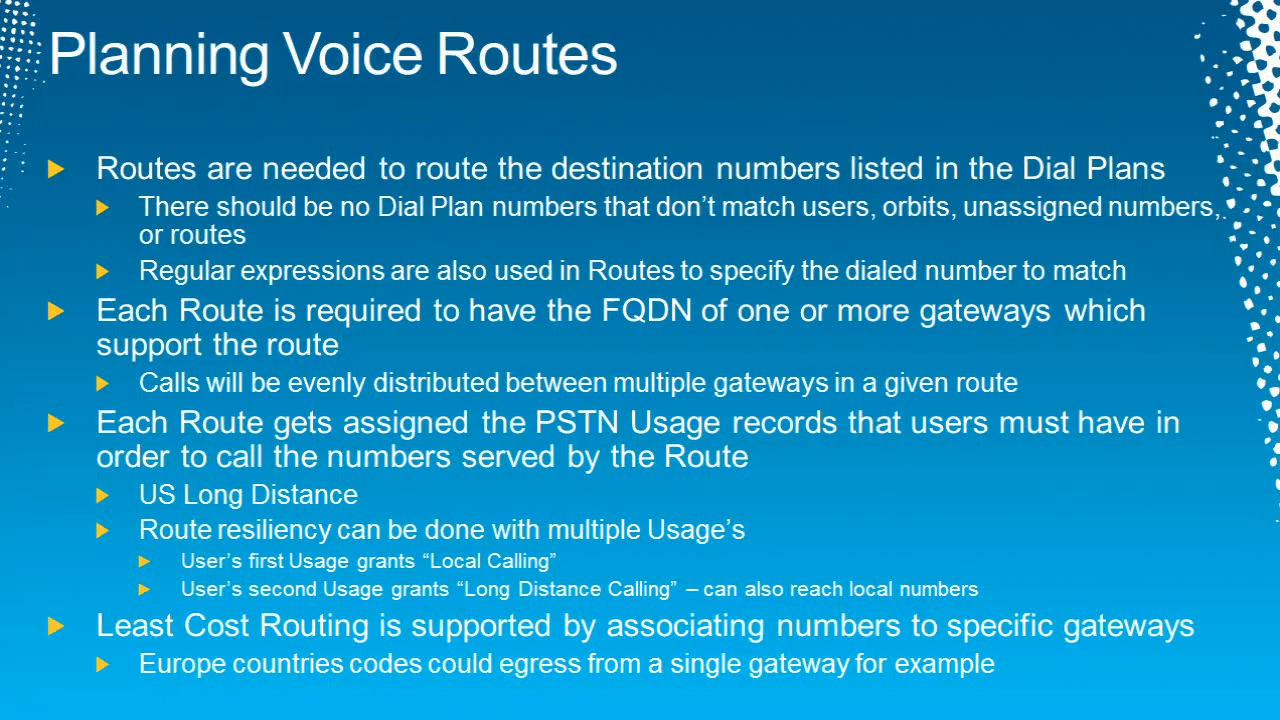 Planning Voice Routes
Routes are needed to route the destination numbers listed in the Dial Plans
There should be no Dial Plan numbers that don’t match users, orbits, unassigned numbers,
or routes
Regular expressions are also used in Routes to specify the dialed number to match
Each Route is required to have the FQDN of one or more gateways which
support the route
Calls will be evenly distributed between multiple gateways in a given route
Each Route gets assigned the PSTN Usage records that users must have in
order to call the numbers served by the Route
US Long Distance
Route resiliency can be done with multiple Usage’s
User’s first Usage grants “Local Calling”
User’s second Usage grants “Long Distance Calling” – can also reach local numbers
Least Cost Routing is supported by associating numbers to specific gateways
Europe countries codes could egress from a single gateway for example